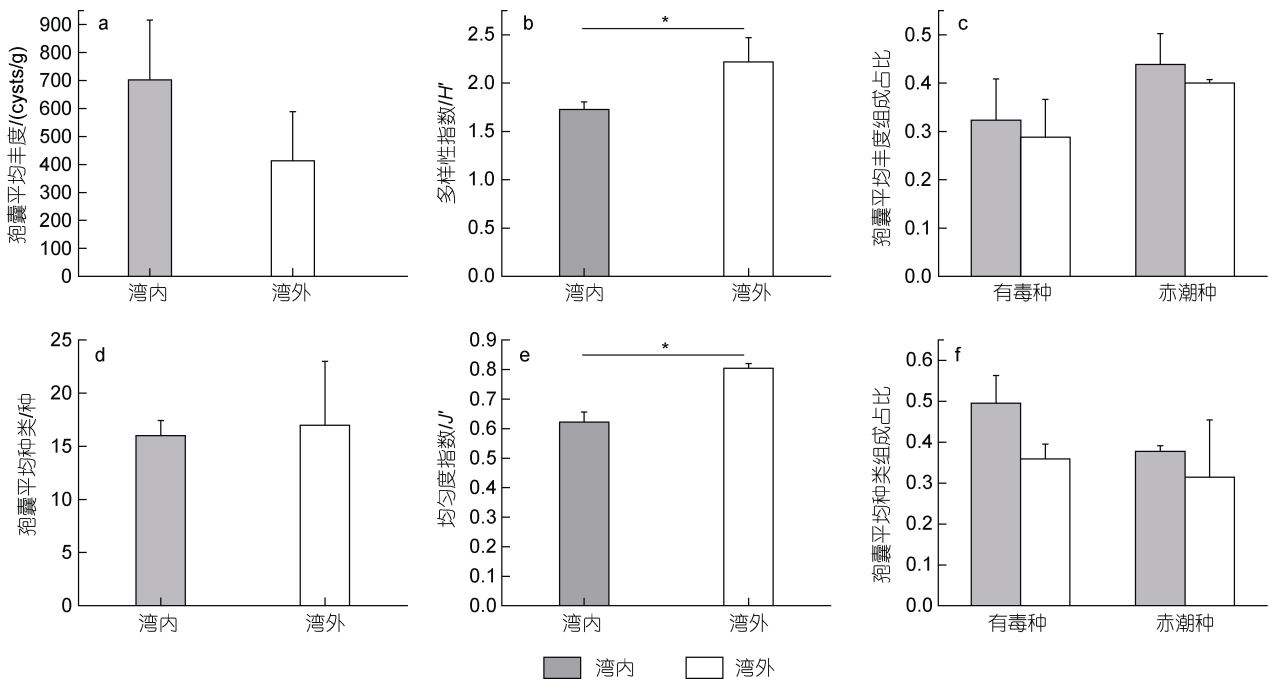 a
孢囊平均丰度/(cysts/g)
900
800
700
600
500
400
300
200
100
0
湾内
湾外
b
*
多样性指数/H'
2.5
2.0
1.5
1.0
0.5
0.0
湾内
湾外
c
孢囊平均丰度组成占比
0.5
0.4
0.3
0.2
0.1
0.0
有毒种
赤潮种
d
孢囊平均种类/种
25
20
15
10
5
0
湾内
湾外
e
*
均匀度指数/J'
0.9
0.8
0.7
0.6
0.5
0.4
0.3
0.2
0.1
0.0
湾内
湾外
f
孢囊平均种类组成占比
0.6
0.5
0.4
0.3
0.2
0.1
0.0
有毒种
赤潮种
湾内
湾外